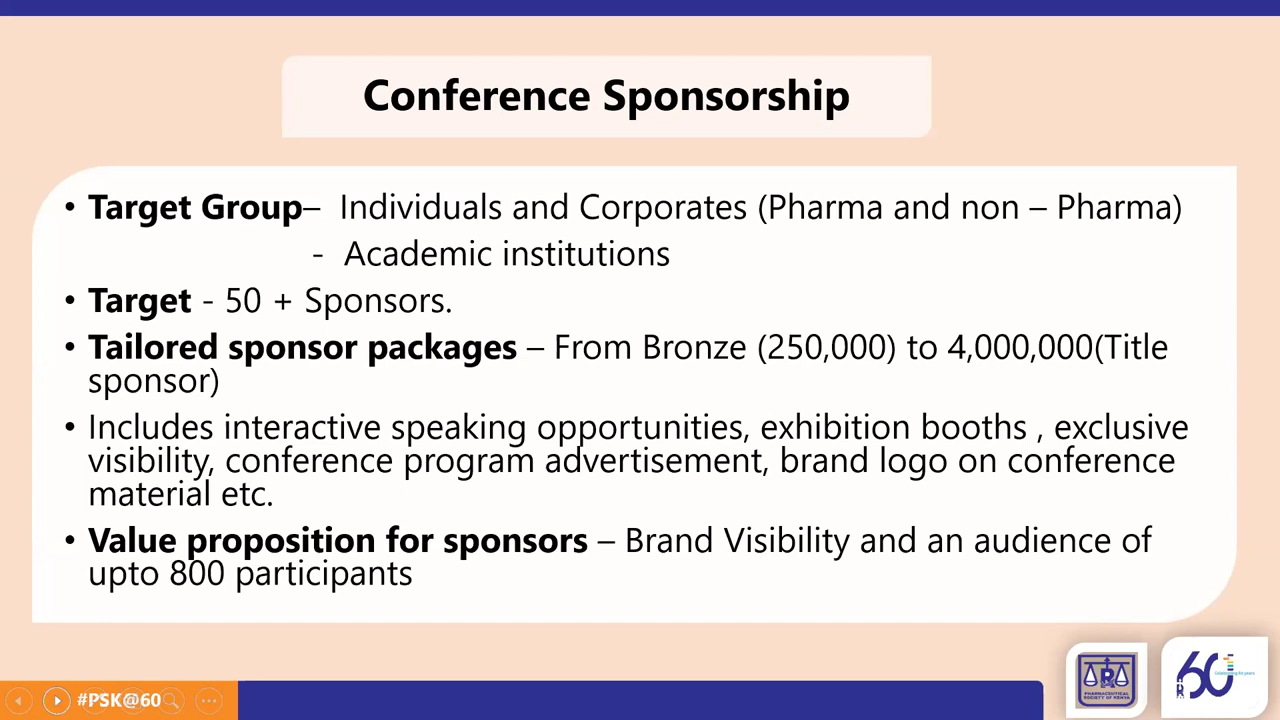 Conference Sponsorship
• Target Group– Individuals and Corporates (Pharma and non – Pharma)
- Academic institutions
• Target - 50 + Sponsors.
• Tailored sponsor packages – From Bronze (250,000) to 4,000,000(Title
sponsor)
• Includes interactive speaking opportunities, exhibition booths , exclusive
visibility, conference program advertisement, brand logo on conference
material etc.
• Value proposition for sponsors – Brand Visibility and an audience of
upto 800 participants
#PSK@60
PHARMACEUTICAL
SOCIETY OF KENYA
60